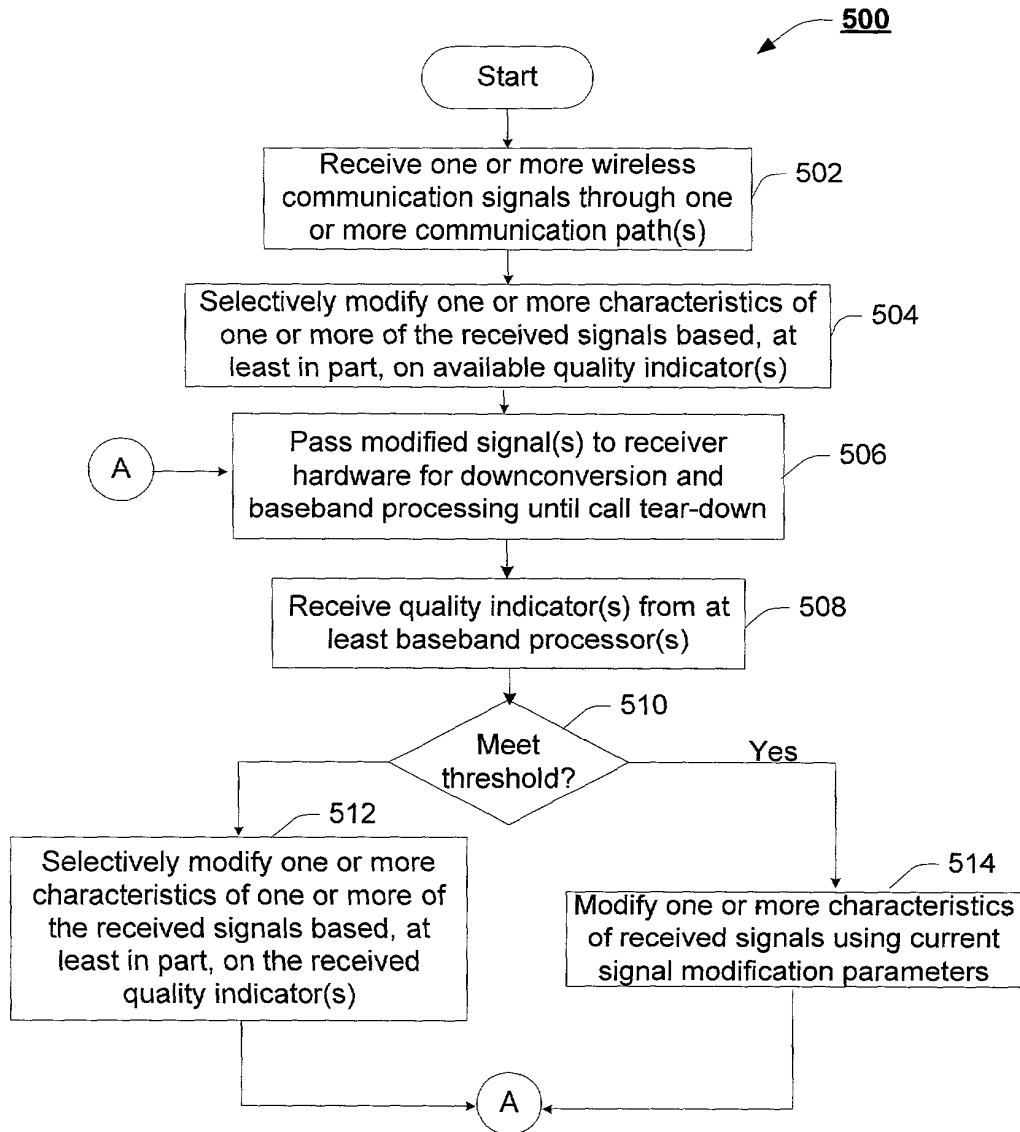 500
Start
Receive one or more wireless
communication signals through one
or more communication path(s)
502
Selectively modify one or more characteristics of
one or more of the received signals based, at
least in part, on available quality indicator(s)
504
A
Pass modified signal(s) to receiver
hardware for downconversion and
baseband processing until call tear-down
506
Receive quality indicator(s) from at
least baseband processor(s)
508
510
Meet
threshold?
Yes
512
Selectively modify one or more
characteristics of one or more of
the received signals based, at
least in part, on the received
quality indicator(s)
514
Modify one or more characteristics
of received signals using current
signal modification parameters
A